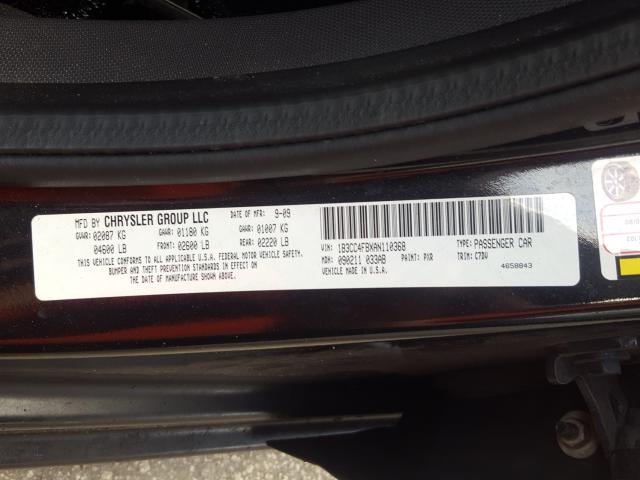 MFD BY CHRYSLER GROUP LLC DATE OF MFR: 9-09
GVWR: 02087 KG GAWR: 01180 KG GAWR: 01007 KG
04600 LB FRONT: 02600 LB REAR: 02220 LB
THIS VEHICLE CONFORMS TO ALL APPLICABLE U.S.A. FEDERAL MOTOR VEHICLE SAFETY,
BUMPER AND THEFT PREVENTION STANDARDS IN EFFECT ON
THE DATE OF MANUFACTURE SHOWN ABOVE.
VIN: 1B3CC4FBXAN110368 TYPE: PASSENGER CAR
MDH: 090211 033AB PAINT: PXR TRIM: C7DV
VEHICLE MADE IN U.S.A. 4658843